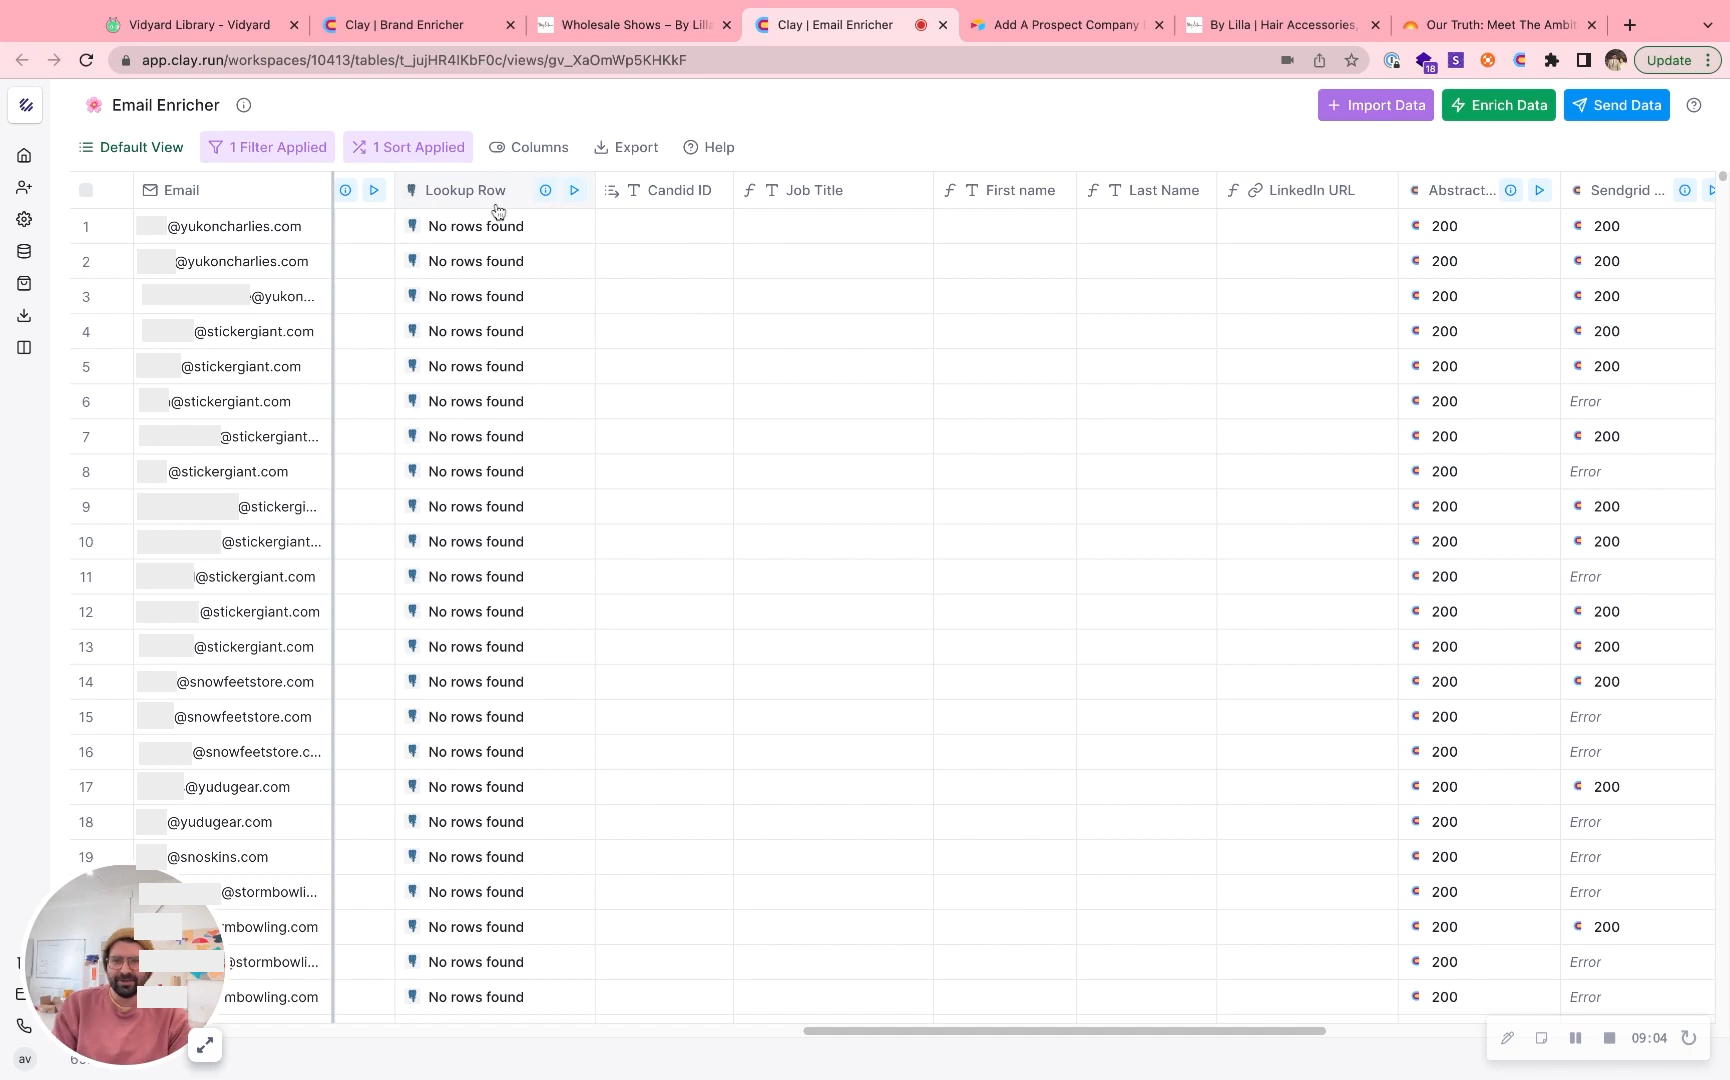 Vidyard Library - Vidyard
Clay | Brand Enricher
Wholesale Shows – By Lilla
Clay | Email Enricher
Add A Prospect Company
By Lilla | Hair Accessories,
Our Truth: Meet The Ambit
app.clay.run/workspaces/10413/tables/t_jujHR4IKbF0c/views/gv_XaOmWp5KHKkF
18
S
Update
Email Enricher
Import Data
Enrich Data
Send Data
Default View
1 Filter Applied
1 Sort Applied
Columns
Export
Help
Email Lookup Row Candid ID Job Title First name Last Name LinkedIn URL Abstract... Sendgrid ...
1 @yukoncharlies.com No rows found 200 200
2 @yukoncharlies.com No rows found 200 200
3 @yukon... No rows found 200 200
4 @stickergiant.com No rows found 200 200
5 @stickergiant.com No rows found 200 200
6 @stickergiant.com No rows found 200 Error
7 @stickergiant... No rows found 200 200
8 @stickergiant.com No rows found 200 Error
9 @stickergi... No rows found 200 200
10 @stickergiant... No rows found 200 200
11 @stickergiant.com No rows found 200 Error
12 @stickergiant.com No rows found 200 200
13 @stickergiant.com No rows found 200 200
14 @snowfeetstore.com No rows found 200 200
15 @snowfeetstore.com No rows found 200 Error
16 @snowfeetstore.c... No rows found 200 Error
17 @yudugear.com No rows found 200 200
18 @yudugear.com No rows found 200 Error
19 @snoskins.com No rows found 200 Error
@stormbowli... No rows found 200 Error
rmbowling.com No rows found 200 200
@stormbowli... No rows found 200 Error
mbowling.com No rows found 200 Error
av
09:04